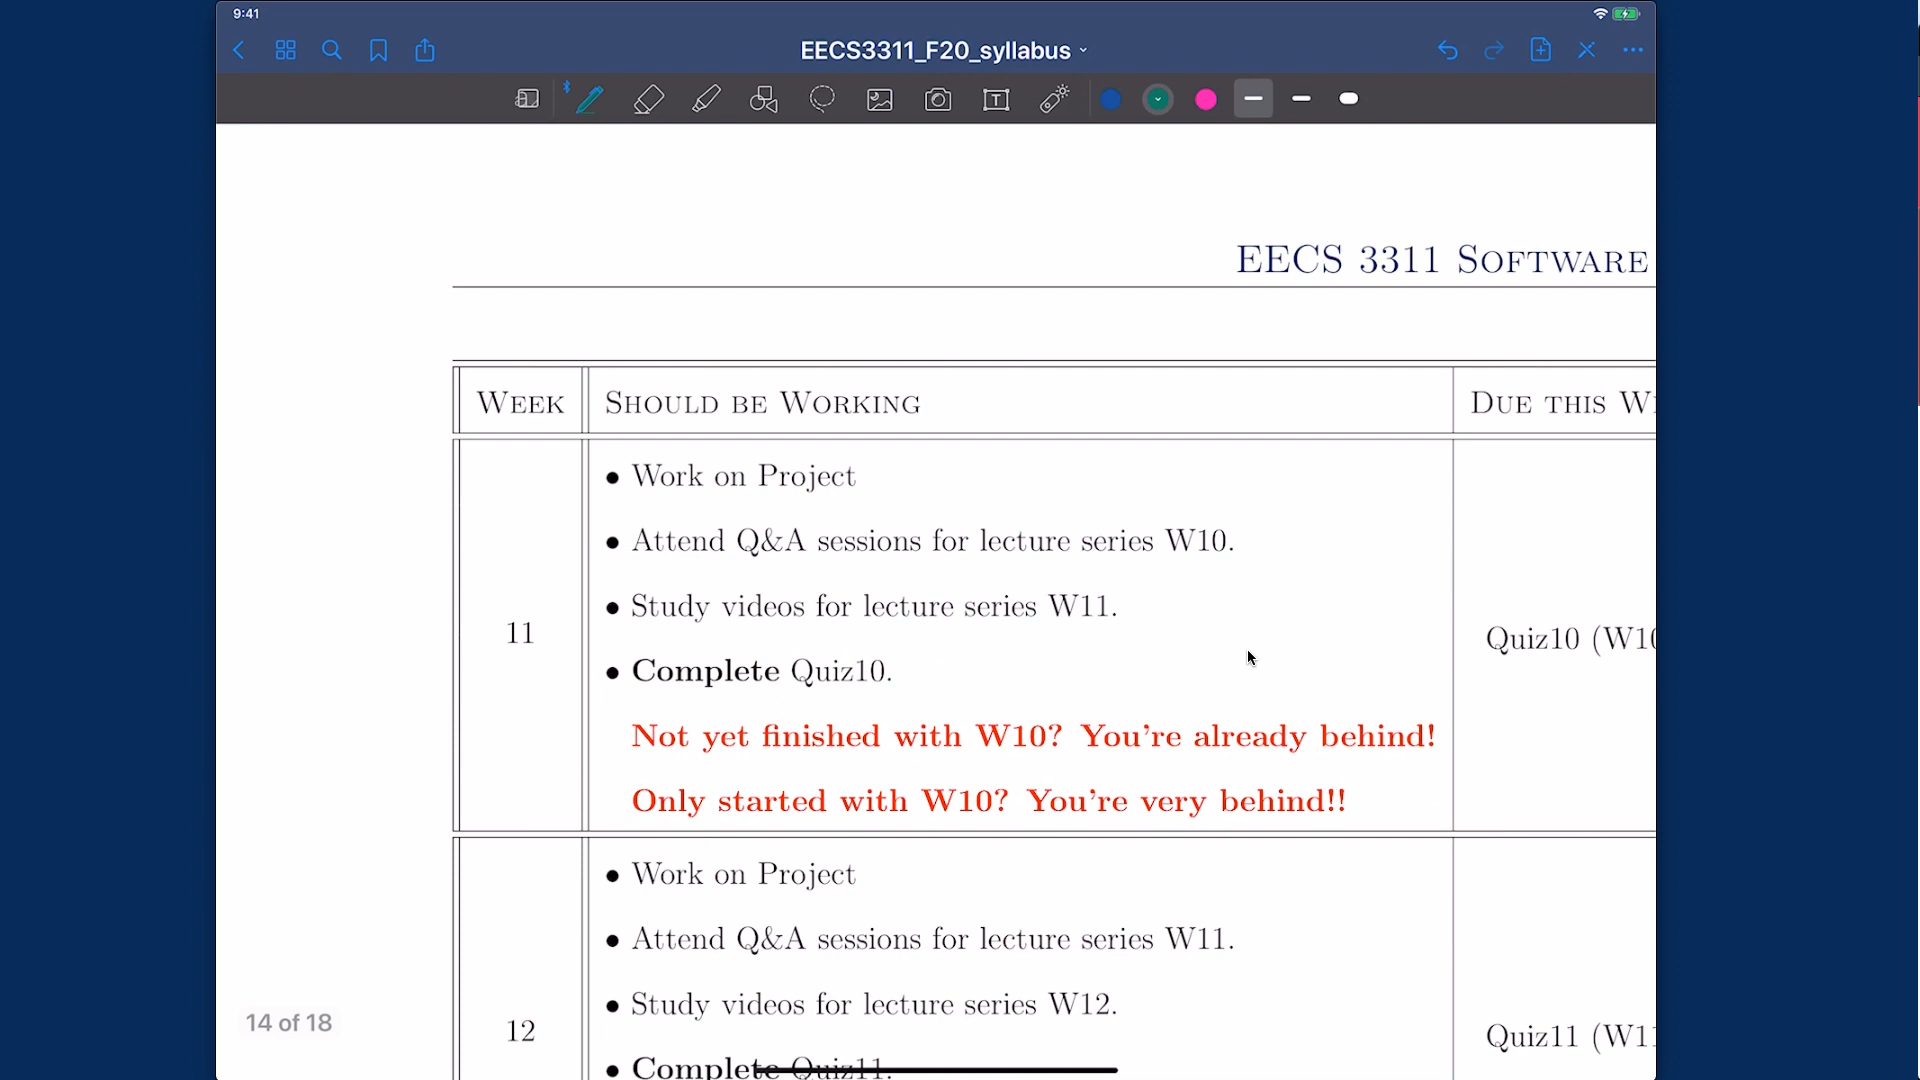 9:41
EECS3311_F20_syllabus
EECS 3311 SOFTWARE
WEEK SHOULD BE WORKING DUE THIS
11
• Work on Project
• Attend Q&A sessions for lecture series W10.
• Study videos for lecture series W11.
• Complete Quiz10.
Not yet finished with W10? You're already behind!
Only started with W10? You're very behind!!
Quiz10 (W10
12
• Work on Project
• Attend Q&A sessions for lecture series W11.
• Study videos for lecture series W12.
• Complete Quiz11.
Quiz11 (W11
14 of 18